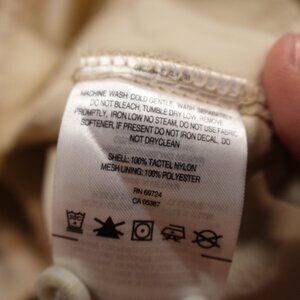 MACHINE WASH COLD GENTLE, WASH SEPARATELY
DO NOT BLEACH, TUMBLE DRY LOW, REMOVE
PROMPTLY, IRON LOW NO STEAM, DO NOT USE FABRIC
SOFTENER, IF PRESENT DO NOT IRON DECAL, DO
NOT DRYCLEAN
SHELL: 100% TACTEL NYLON
MESH LINING: 100% POLYESTER
RN 69724
CA 05367